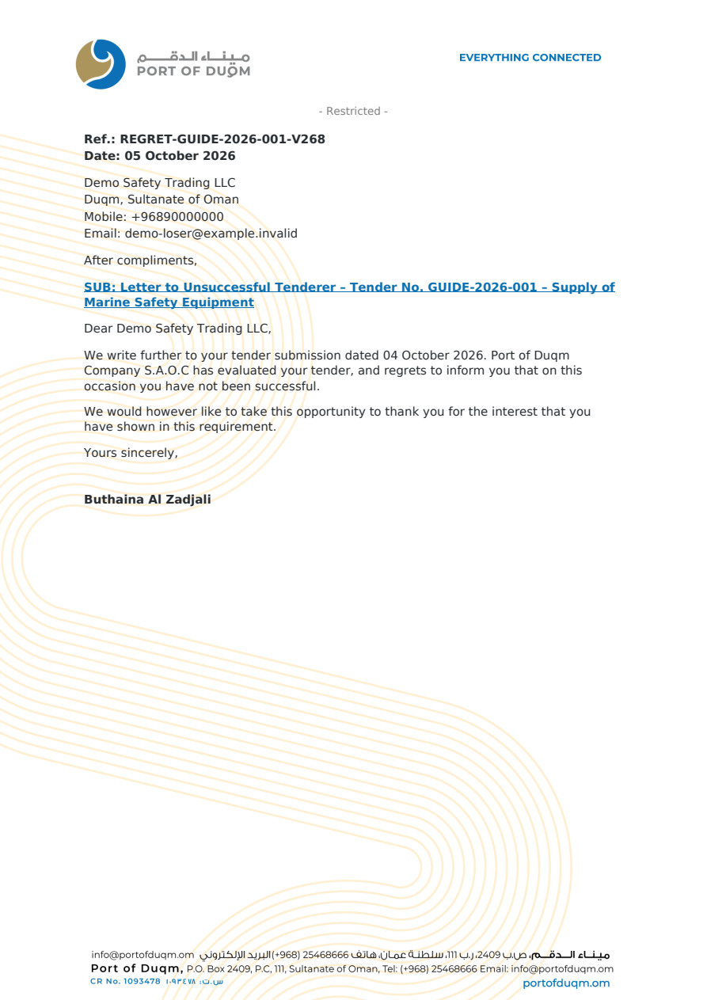 مـيـنـاء الـدقـم
PORT OF DUQM
EVERYTHING CONNECTED
- Restricted -
Ref.: REGRET-GUIDE-2026-001-V268
Date: 05 October 2026
Demo Safety Trading LLC
Duqm, Sultanate of Oman
Mobile: +96890000000
Email: demo-loser@example.invalid
After compliments,
SUB: Letter to Unsuccessful Tenderer – Tender No. GUIDE-2026-001 – Supply of
Marine Safety Equipment
Dear Demo Safety Trading LLC,
We write further to your tender submission dated 04 October 2026. Port of Duqm
Company S.A.O.C has evaluated your tender, and regrets to inform you that on this
occasion you have not been successful.
We would however like to take this opportunity to thank you for the interest that you
have shown in this requirement.
Yours sincerely,
Buthaina Al Zadjali
مـيـنـاء الـدقـم، ص.ب 2409، ر.ب 111، سلطنة عمـان، هاتف 25468666 (968+) البريد الإلكتروني info@portofduqm.om
Port of Duqm, P.O. Box 2409, P.C, 111, Sultanate of Oman, Tel: (+968) 25468666 Email: info@portofduqm.om
CR No. 1093478 س.ت: ١٠٩٣٤٧٨
portofduqm.om